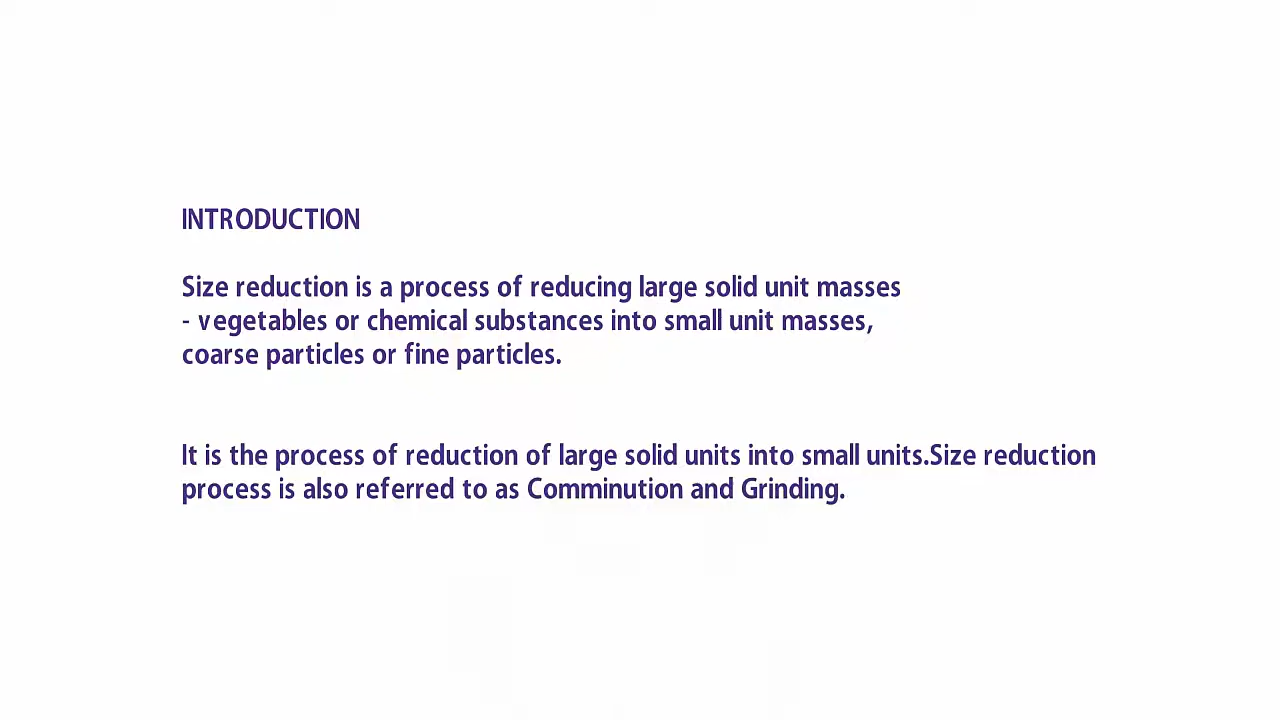 INTRODUCTION
Size reduction is a process of reducing large solid unit masses
- vegetables or chemical substances into small unit masses,
coarse particles or fine particles.
It is the process of reduction of large solid units into small units.Size reduction
process is also referred to as Comminution and Grinding.